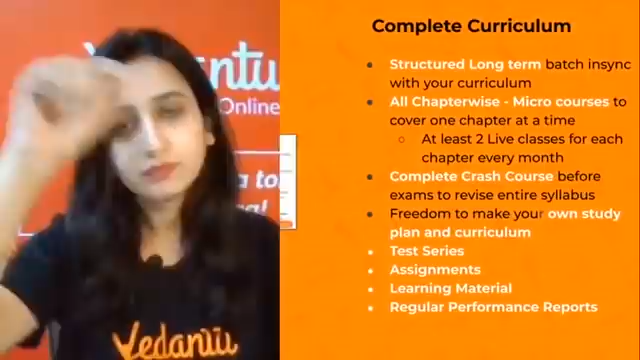 Online
Vedantu
Complete Curriculum
Structured Long term batch insync
with your curriculum
All Chapterwise - Micro courses to
cover one chapter at a time
At least 2 Live classes for each
chapter every month
Complete Crash Course before
exams to revise entire syllabus
Freedom to make your own study
plan and curriculum
Test Series
Assignments
Learning Material
Regular Performance Reports